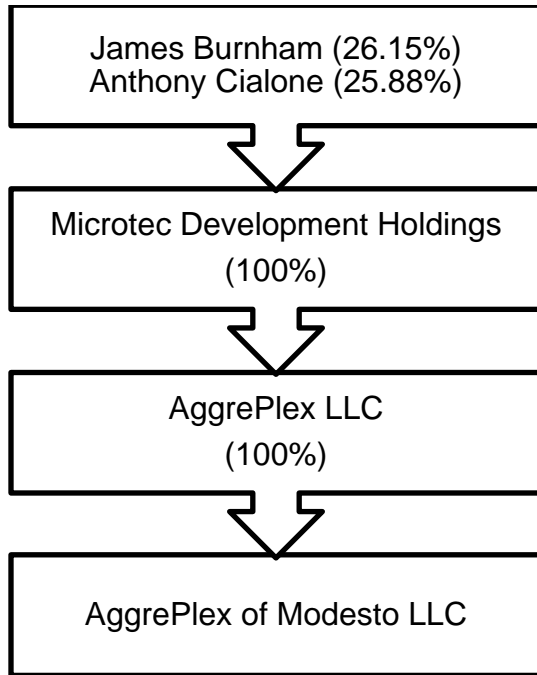 James Burnham (26.15%)
Anthony Cialone (25.88%)
Microtec Development Holdings
(100%)
AggrePlex LLC
(100%)
AggrePlex of Modesto LLC